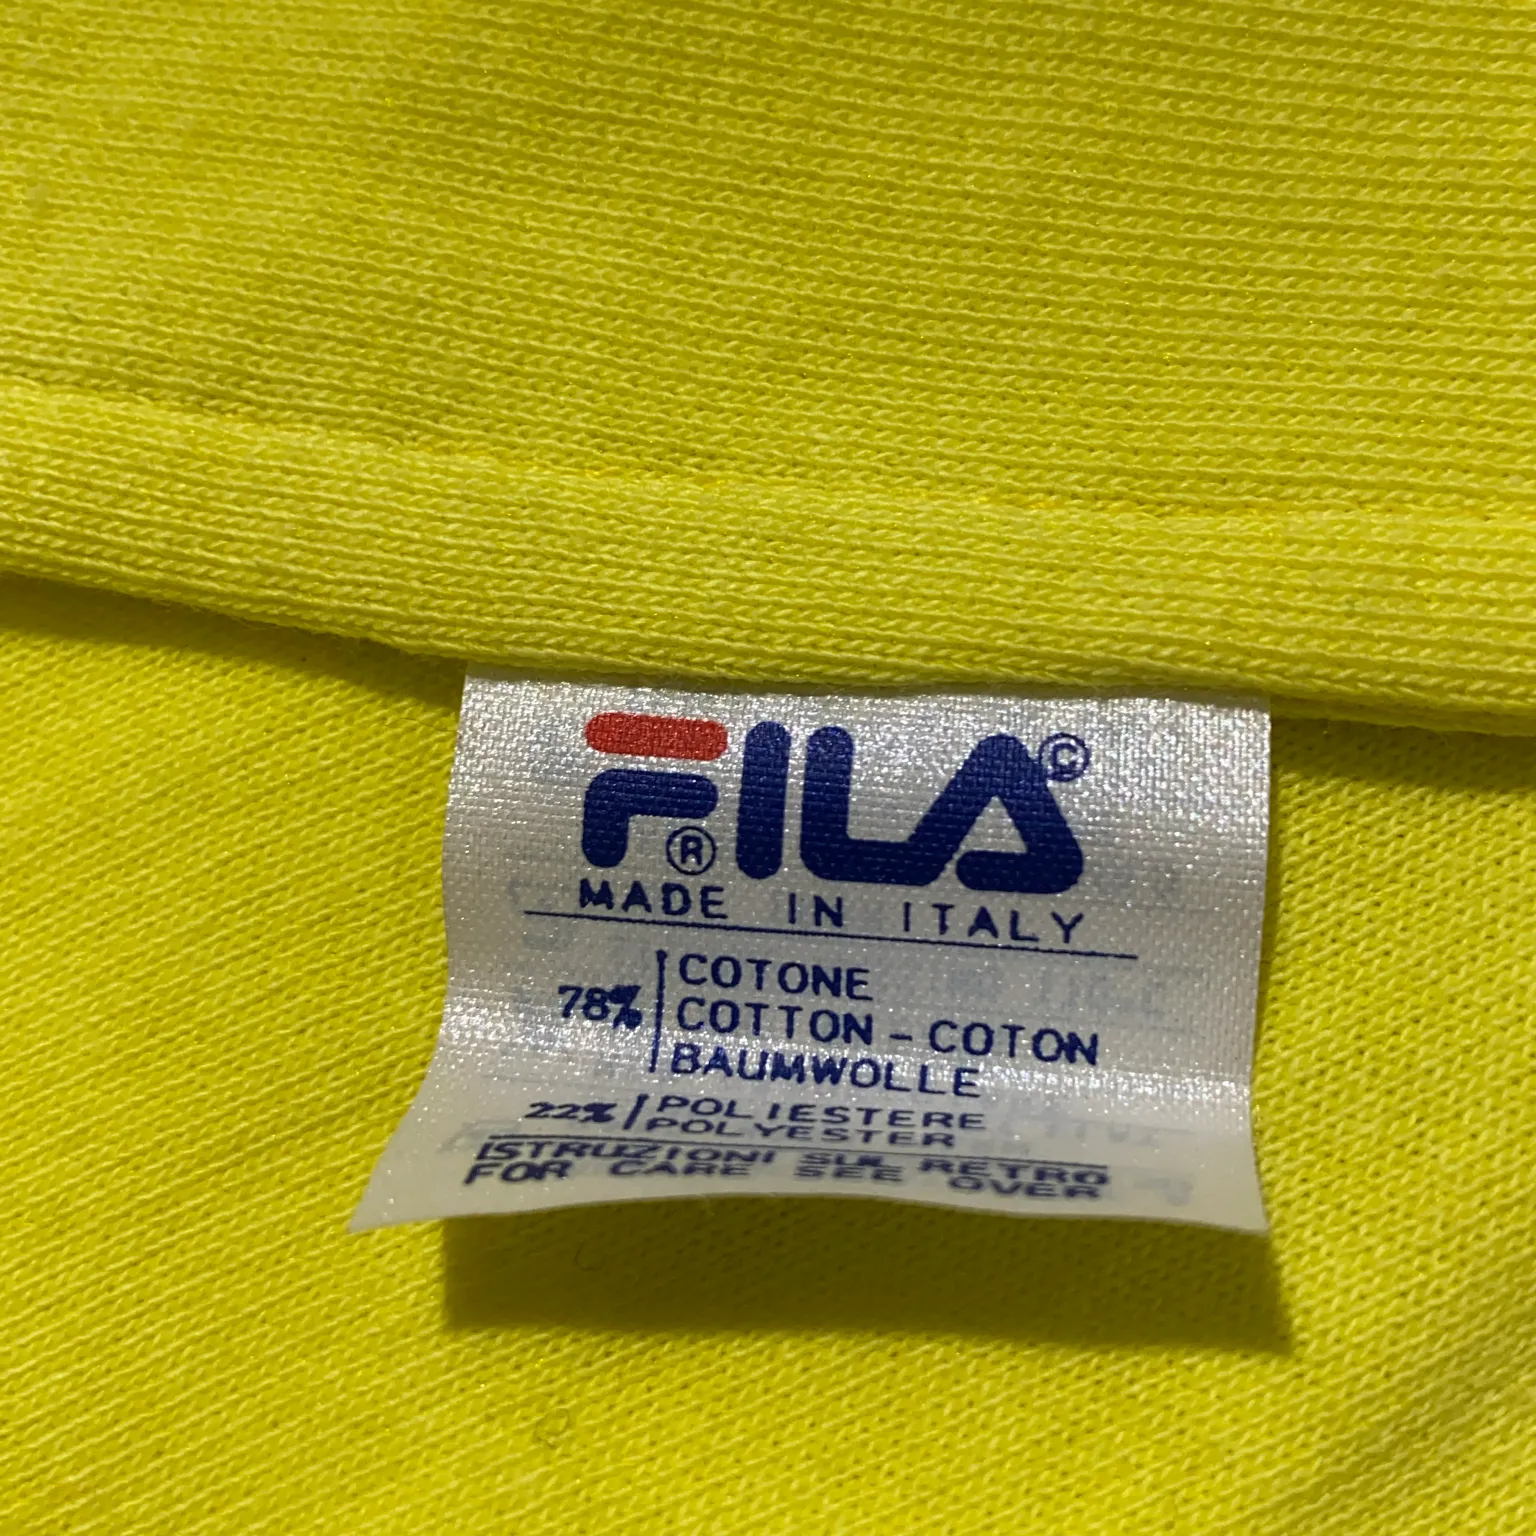 FILA © ®
MADE IN ITALY
78% COTONE
COTTON - COTON
BAUMWOLLE
22% POLIESTERE
POLYESTER
ISTRUZIONI SUL RETRO
FOR CARE SEE OVER